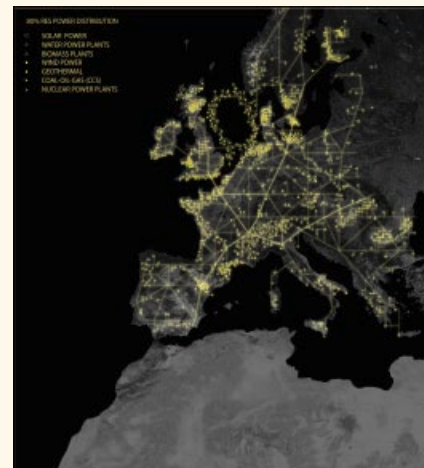 80% RES POWER DISTRIBUTION
SOLAR POWER
WATER POWER PLANTS
BIOMASS PLANTS
WIND POWER
GEOTHERMAL
COAL-OIL-GAS (CCS)
NUCLEAR POWER PLANTS